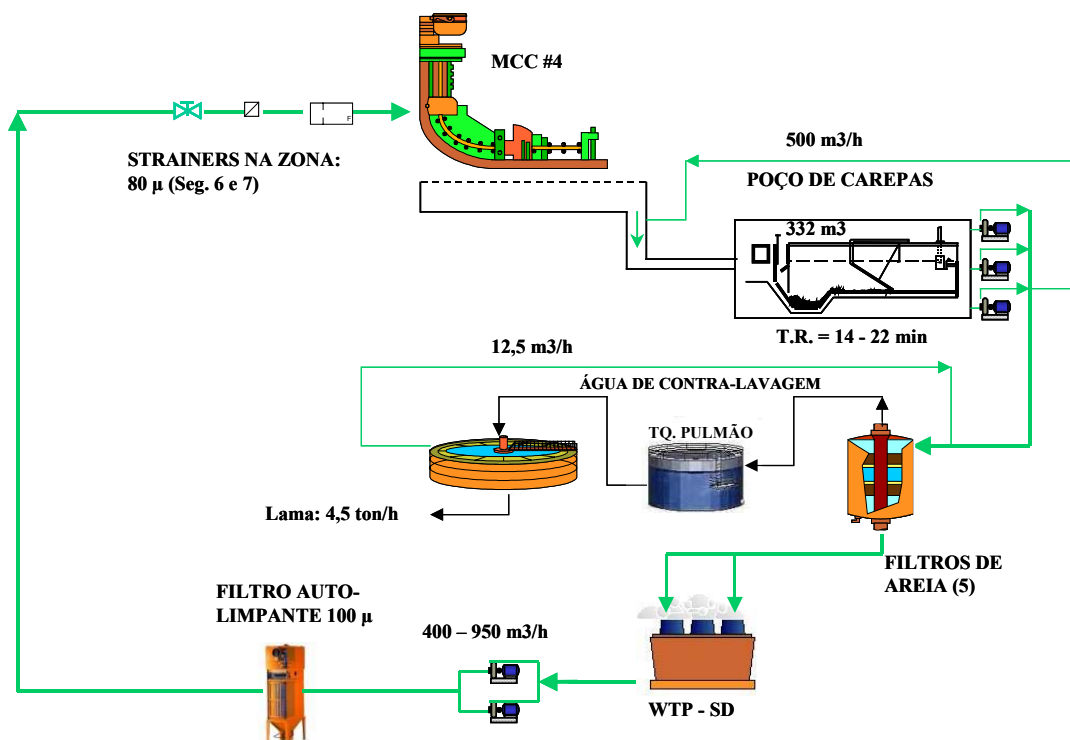 MCC #4
STRAINERS NA ZONA:
80 µ (Seg. 6 e 7)
F
500 m3/h
POÇO DE CAREPAS
332 m3
T.R. = 14 - 22 min
12,5 m3/h
ÁGUA DE CONTRA-LAVAGEM
TQ. PULMÃO
Lama: 4,5 ton/h
FILTROS DE
AREIA (5)
FILTRO AUTO-
LIMPANTE 100 µ
400 – 950 m3/h
WTP - SD